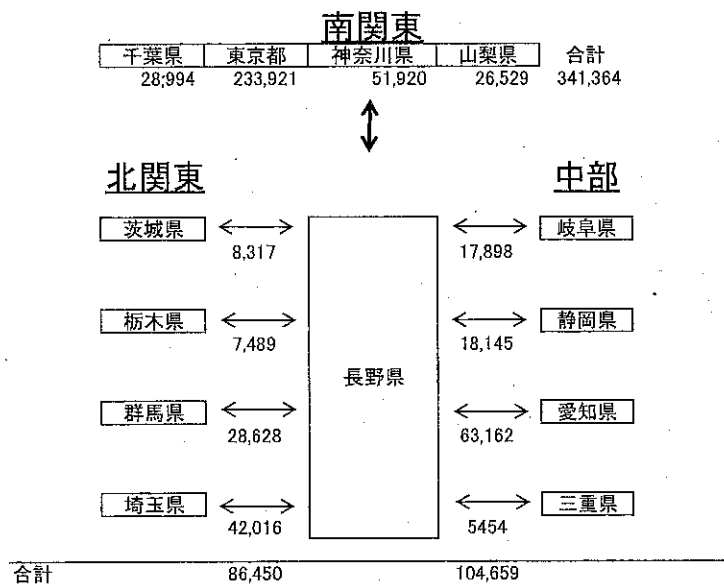 南関東
千葉県 東京都 神奈川県 山梨県 合計
28;994 233,921 51,920 26,529 341,364
北関東 中部
茨城県 岐阜県
8,317 17,898
栃木県 静岡県
7,489 18,145
長野県
群馬県 愛知県
28,628 63,162
埼玉県 三重県
42,016 5454
合計 86,450 104,659